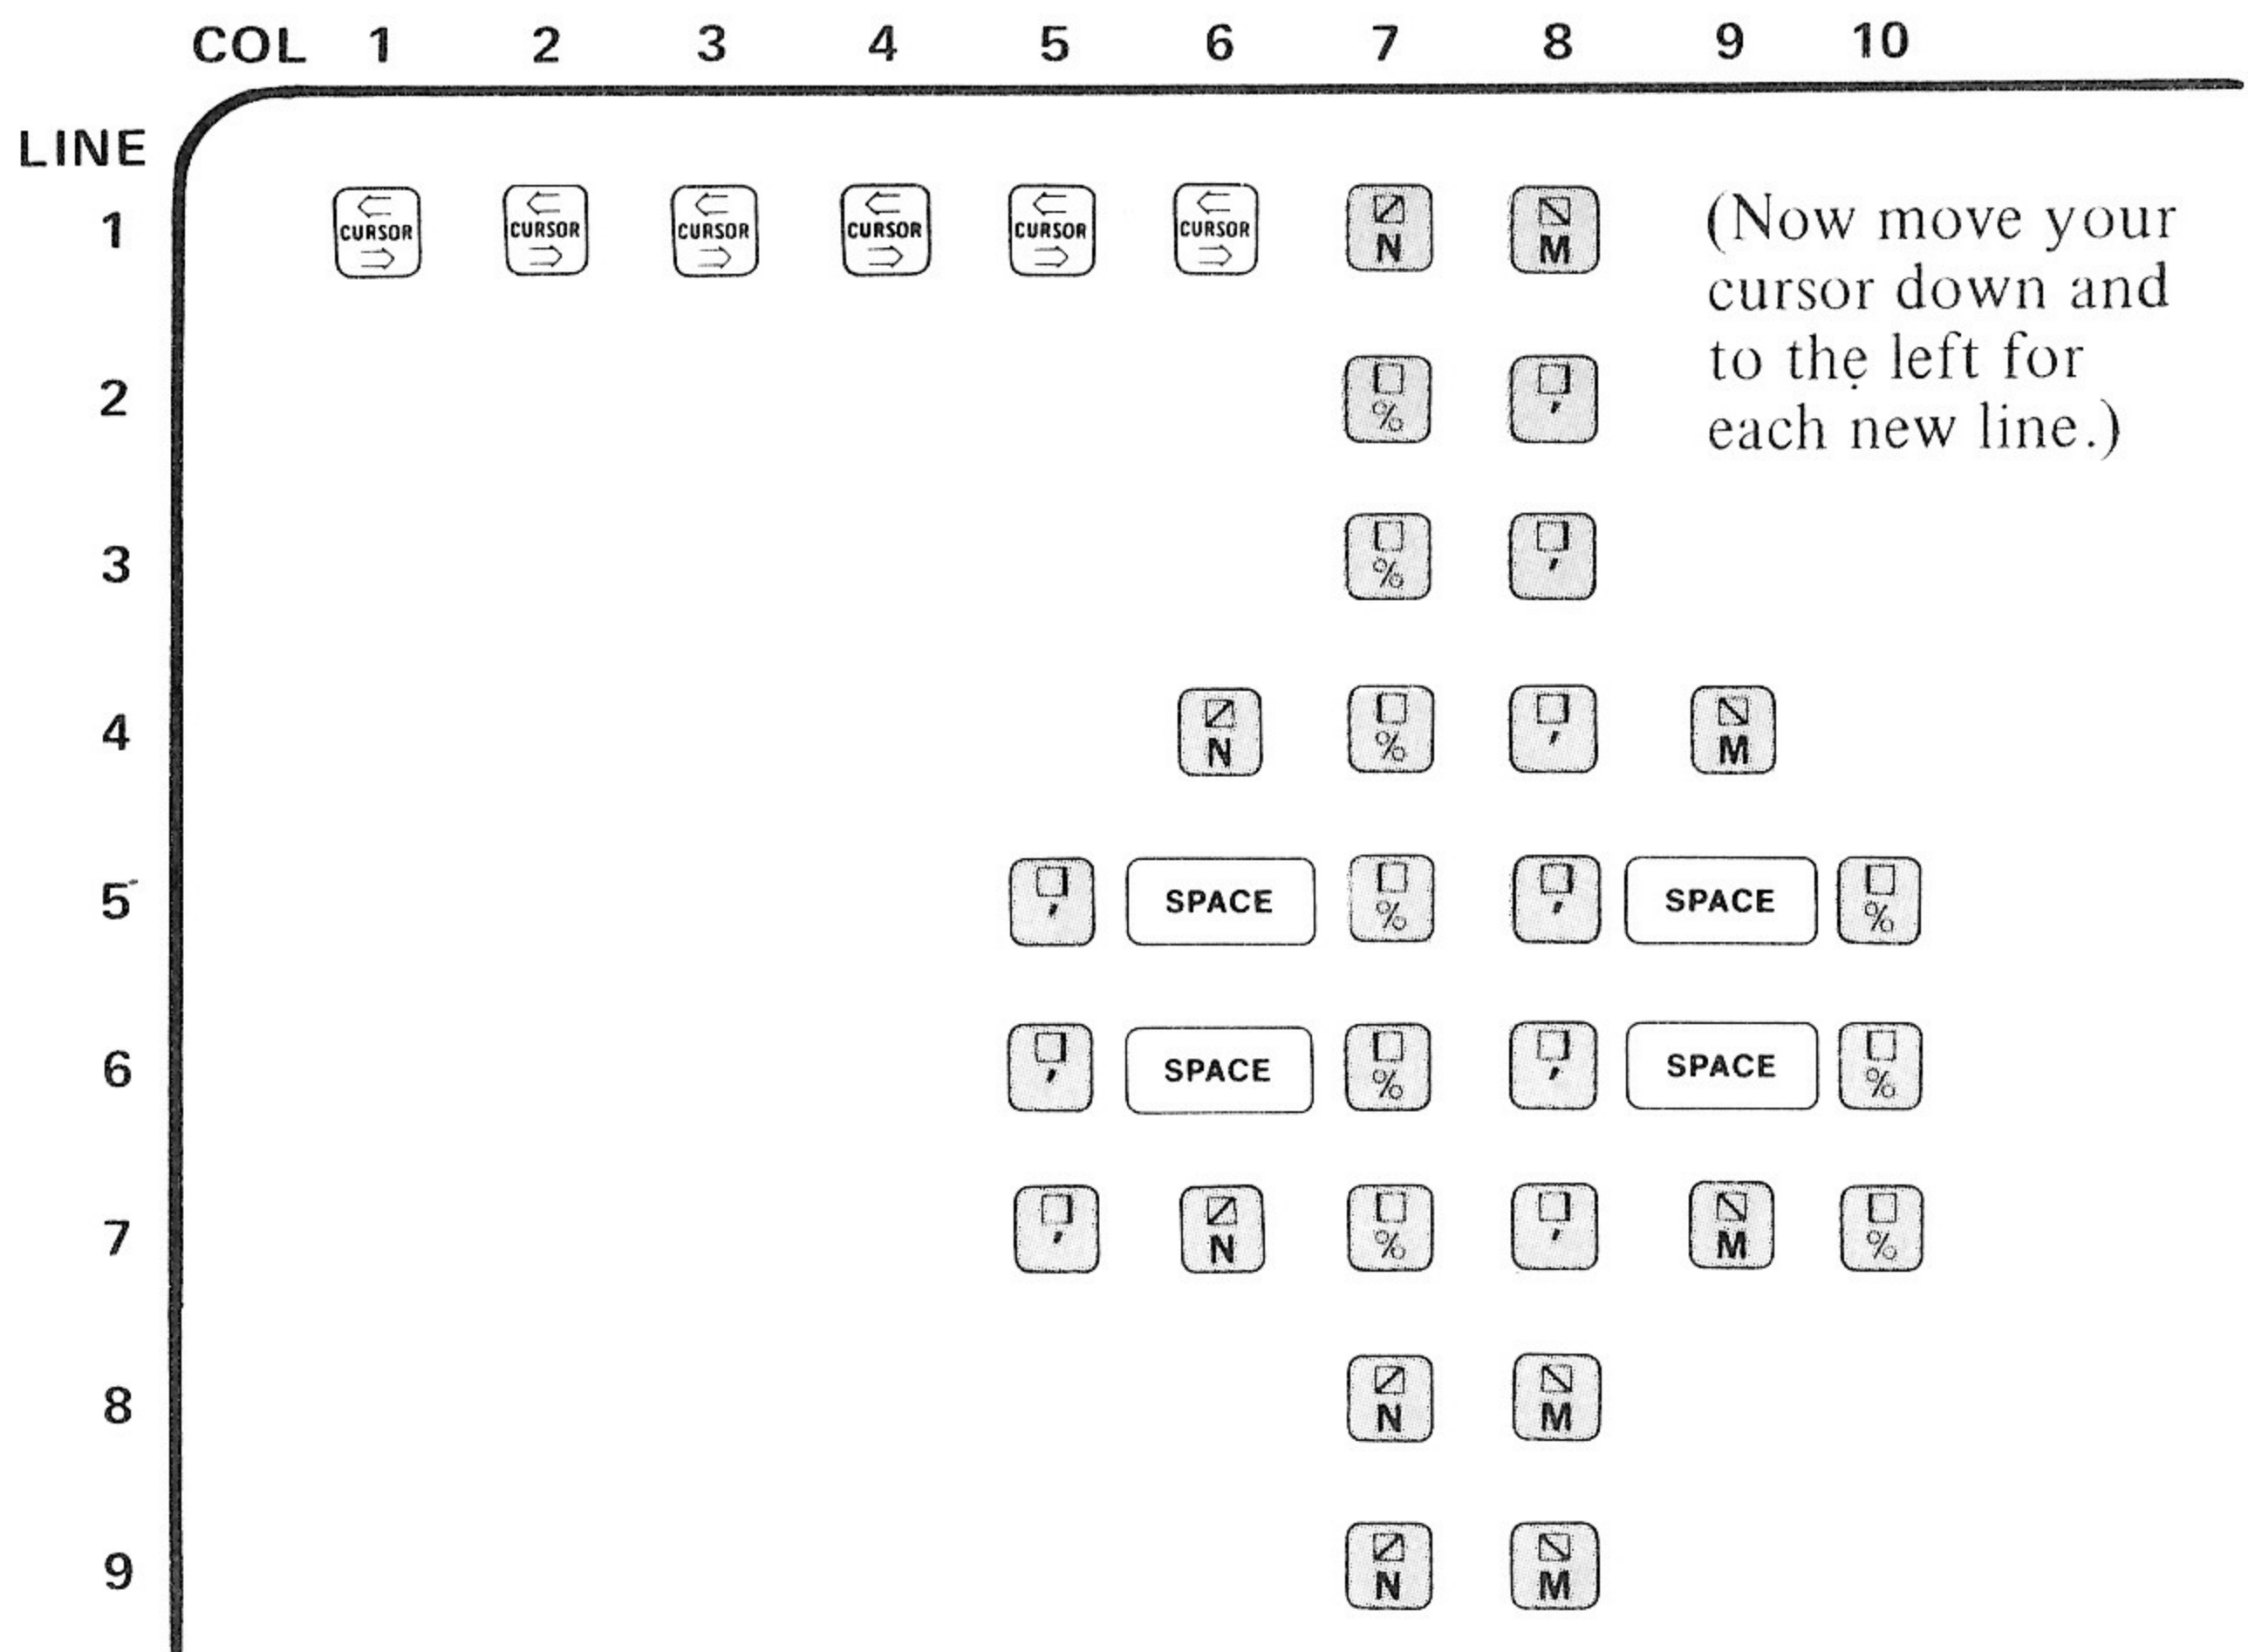 COL 1 2 3 4 5 6 7 8 9 10
LINE
1 CURSOR CURSOR CURSOR CURSOR CURSOR CURSOR N M
(Now move your
cursor down and
to the left for
each new line.)
2 % '
3 % '
4 N % ' M
5 ' SPACE % ' SPACE %
6 ' SPACE % ' SPACE %
7 ' N % ' M %
8 N M
9 N M